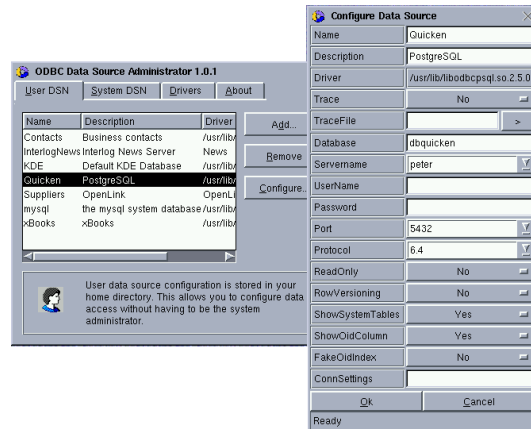 ODBC Data Source Administrator 1.0.1
User DSN System DSN Drivers About
Name Description Driver
Contacts Business contacts /usr/lib/
InterlogNews Interlog News Server News
KDE Default KDE Database /usr/lib/
Quicken PostgreSQL /usr/lib/
Suppliers OpenLink OpenLi
mysql the mysql system database /usr/lib/
xBooks xBooks /usr/lib/
Add...
Remove
Configure..
User data source configuration is stored in your
home directory. This allows you to configure data
access without having to be the system
administrator.
Configure Data Source
Name Quicken
Description PostgreSQL
Driver /usr/lib/libodbcpsql.so.2.5.0
Trace No
TraceFile >
Database dbquicken
Servername peter
UserName
Password
Port 5432
Protocol 6.4
ReadOnly No
RowVersioning No
ShowSystemTables Yes
ShowOidColumn Yes
FakeOidIndex No
ConnSettings
Ok Cancel
Ready